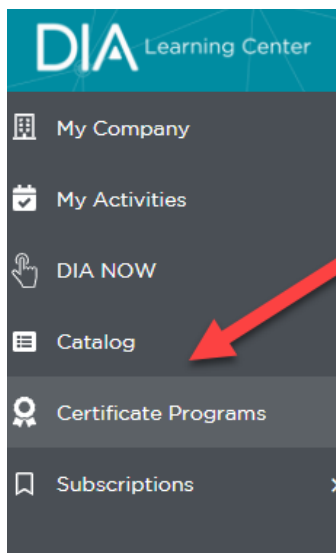 DIA Learning Center
My Company
My Activities
DIA NOW
Catalog
Certificate Programs
Subscriptions